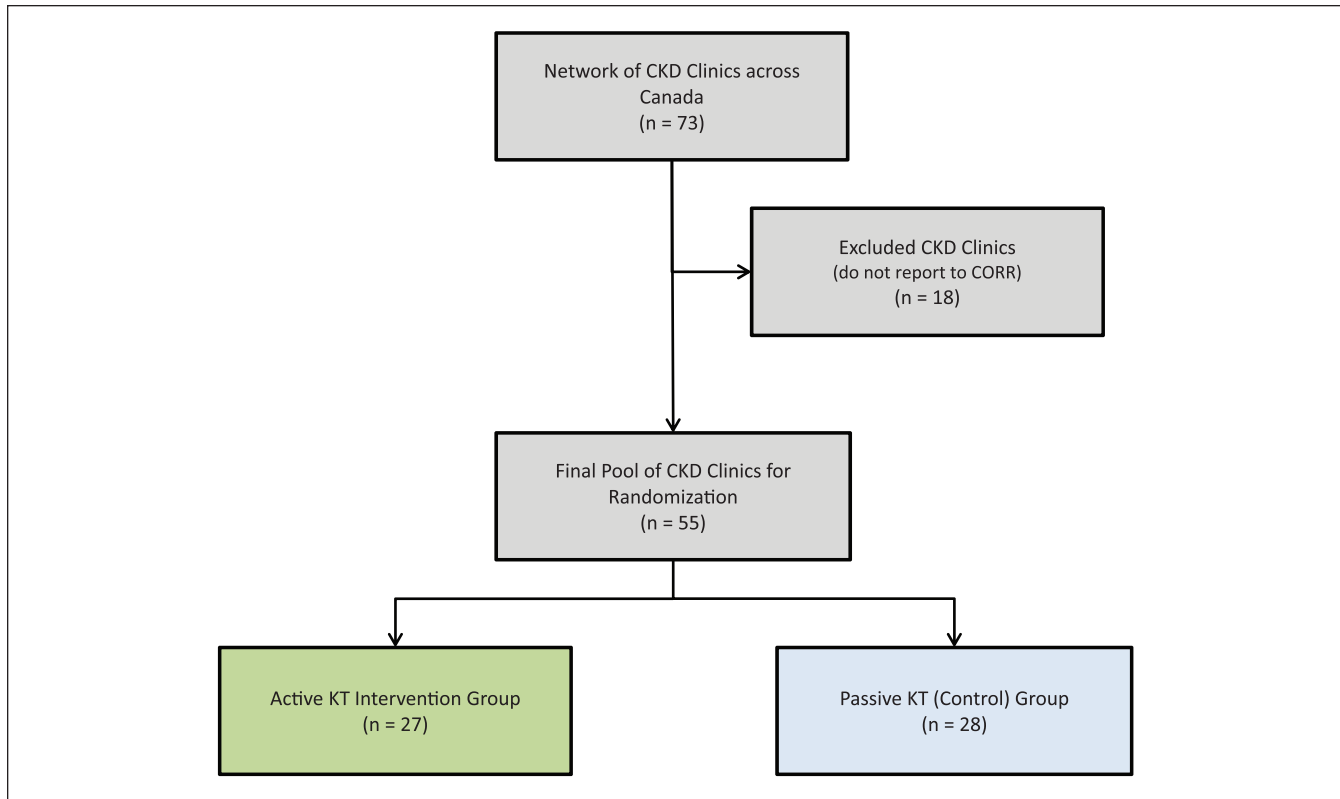 Network of CKD Clinics across
Canada
(n = 73)
Excluded CKD Clinics
(do not report to CORR)
(n = 18)
Final Pool of CKD Clinics for
Randomization
(n = 55)
Active KT Intervention Group
(n = 27)
Passive KT (Control) Group
(n = 28)